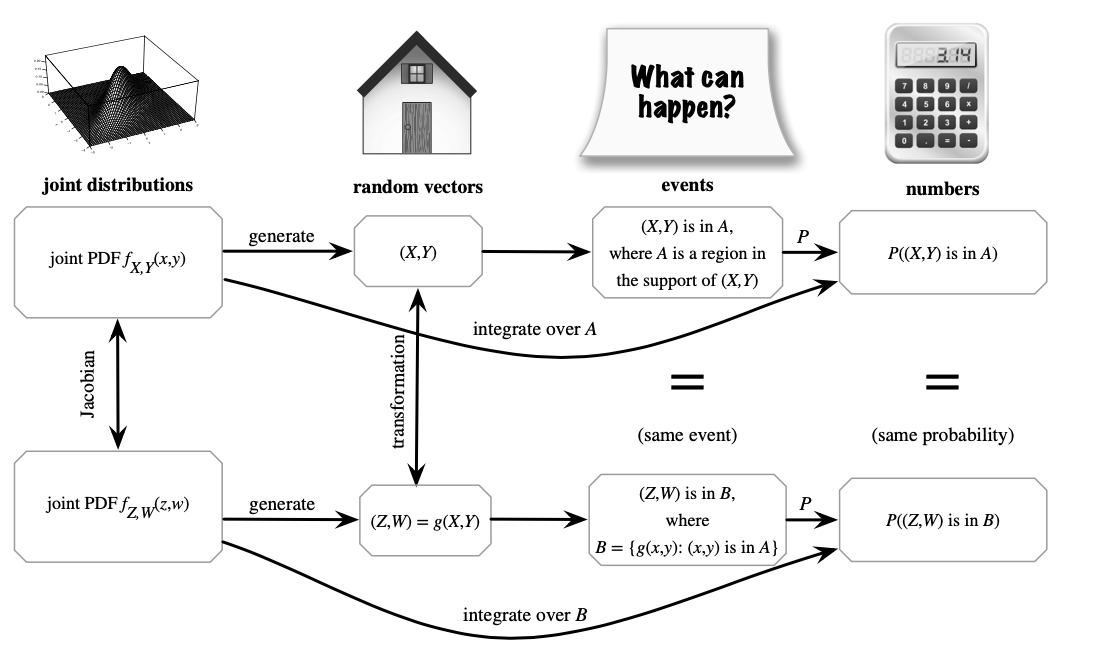 What can
happen?
3.14
7 8 9 /
4 5 6 x
1 2 3 +
0 . = -
joint distributions
random vectors
events
numbers
joint PDF f_{X,Y}(x,y)
generate
(X,Y)
(X,Y) is in A,
where A is a region in
the support of (X,Y)
P
P((X,Y) is in A)
integrate over A
Jacobian
transformation
=
=
(same event)
(same probability)
joint PDF f_{Z,W}(z,w)
generate
(Z,W) = g(X,Y)
(Z,W) is in B,
where
B = {g(x,y): (x,y) is in A}
P
P((Z,W) is in B)
integrate over B